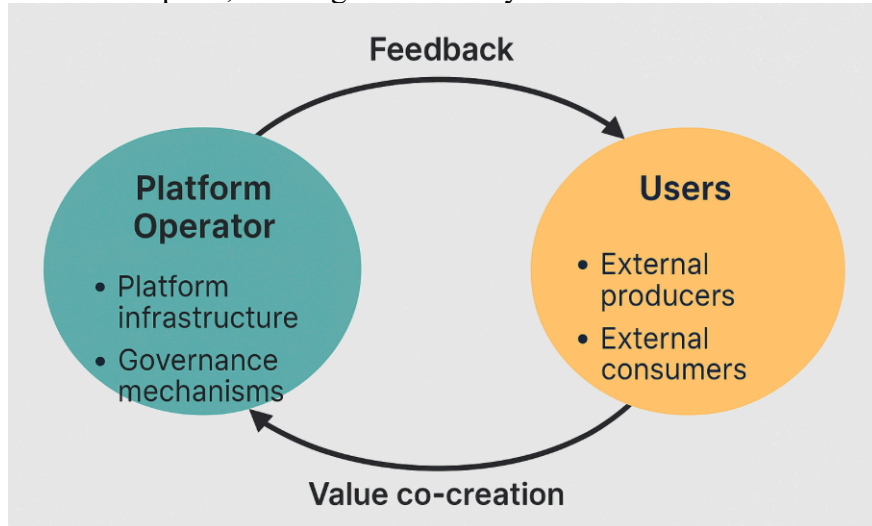 Feedback
Platform
Operator
• Platform
infrastructure
• Governance
mechanisms
Users
• External
producers
• External
consumers
Value co-creation